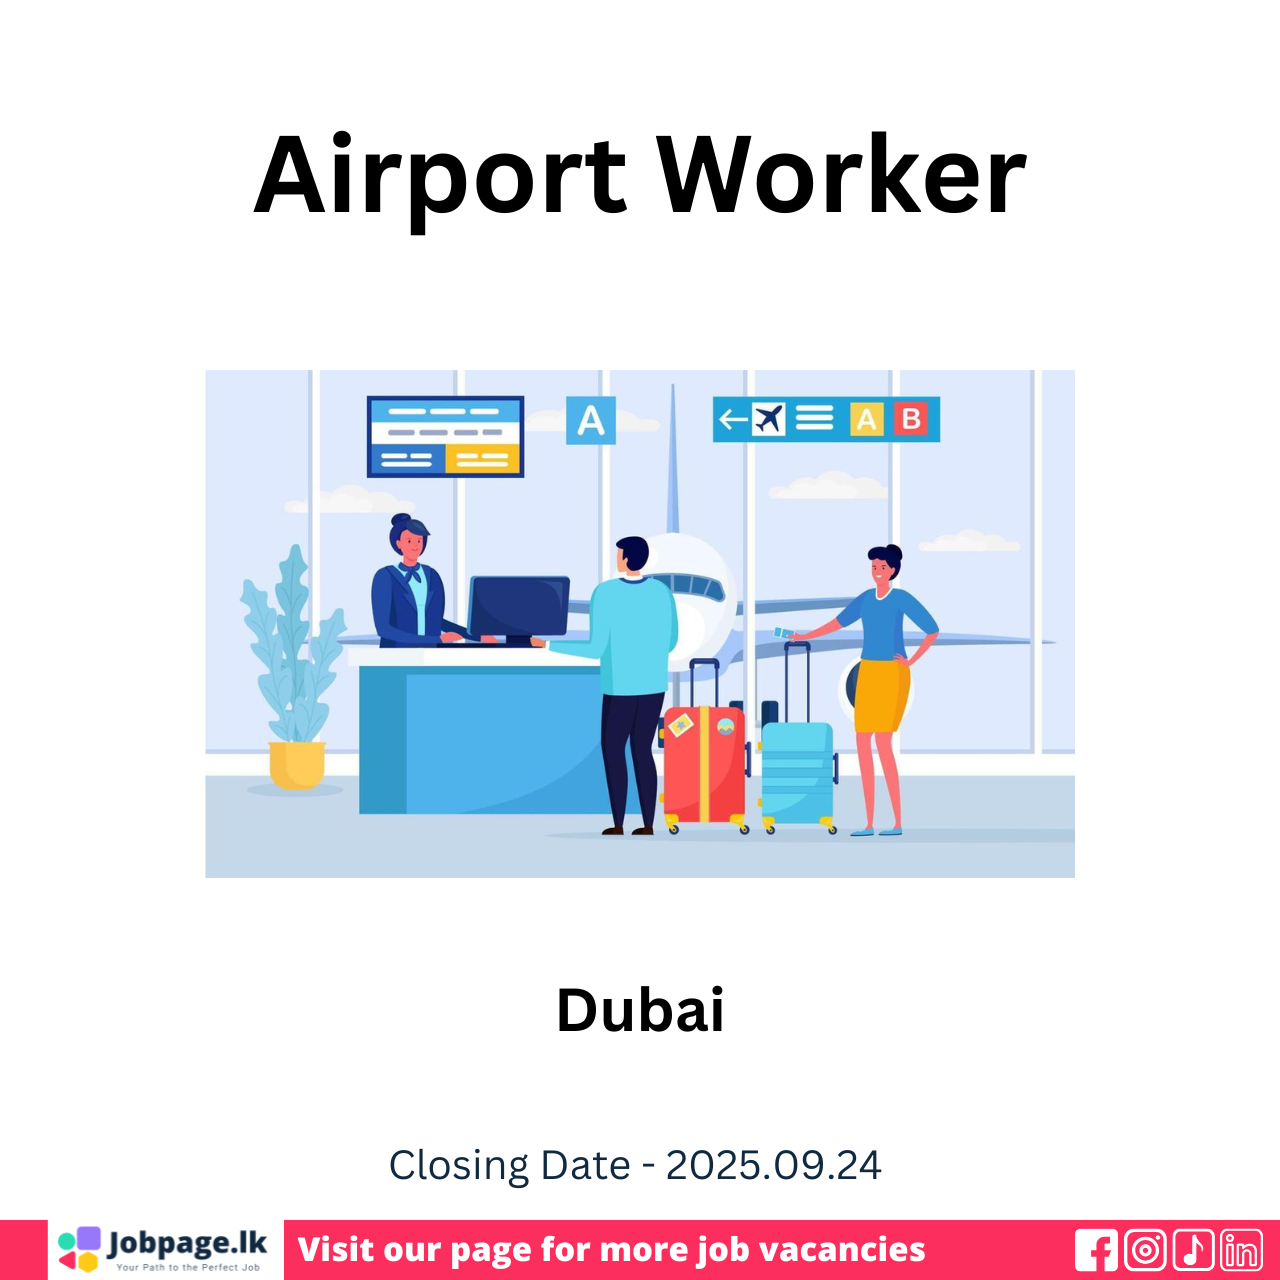 Airport Worker
A
A B
Dubai
Closing Date - 2025.09.24
Jobpage.lk
Your Path to the Perfect Job
Visit our page for more job vacancies
in